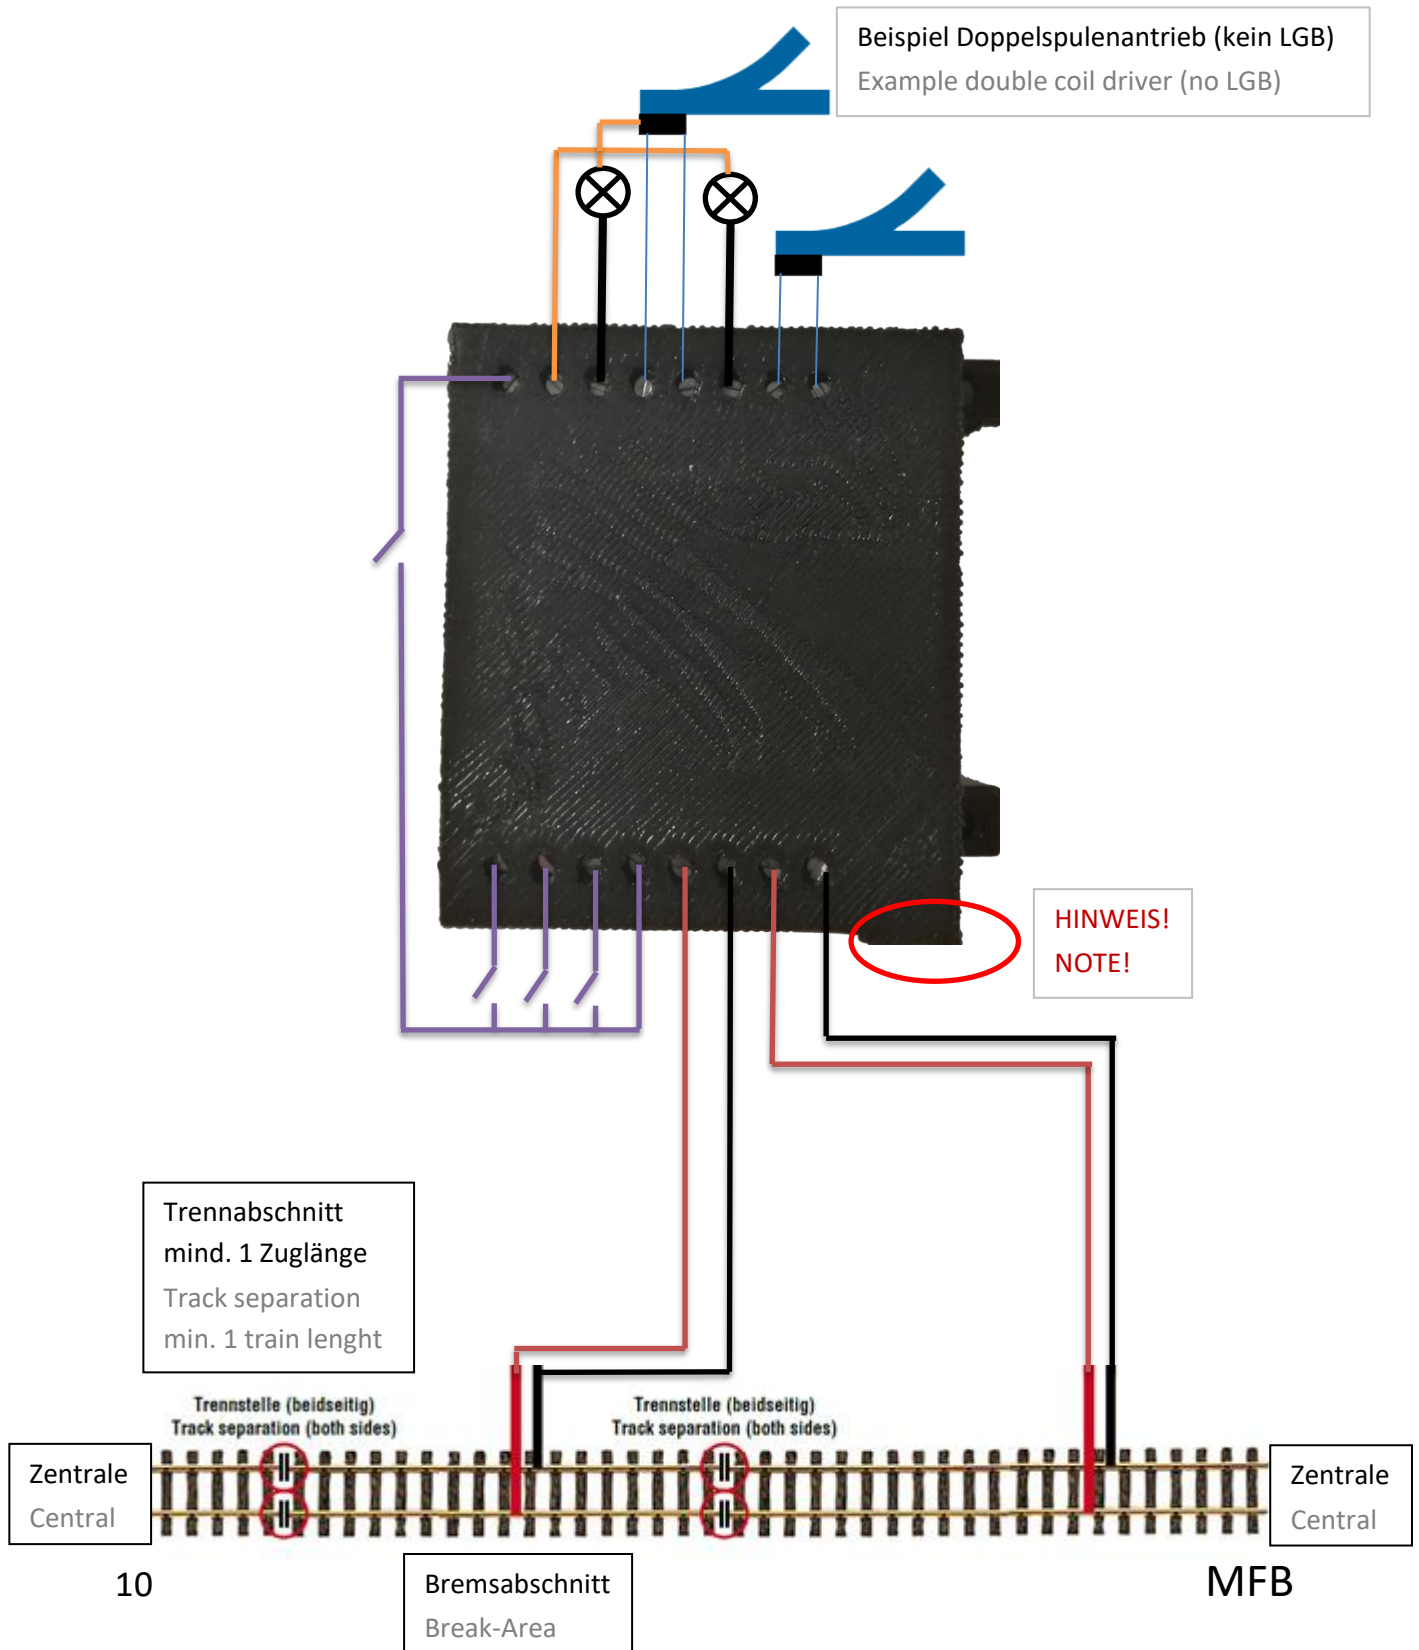 Beispiel Doppelspulenantrieb (kein LGB)
Example double coil driver (no LGB)
HINWEIS!
NOTE!
Trennabschnitt
mind. 1 Zuglänge
Track separation
min. 1 train lenght
Trennstelle (beidseitig)
Track separation (both sides)
Trennstelle (beidseitig)
Track separation (both sides)
Zentrale
Central
Zentrale
Central
10
Bremsabschnitt
Break-Area
MFB